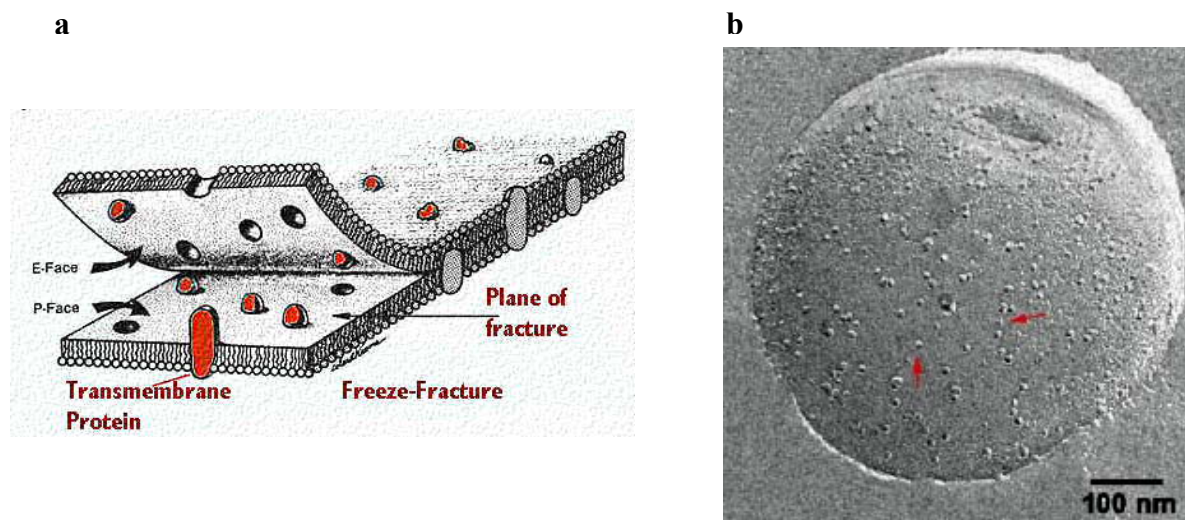 a
b
E-Face
P-Face
Plane of
fracture
Transmembrane
Protein
Freeze-Fracture
100 nm